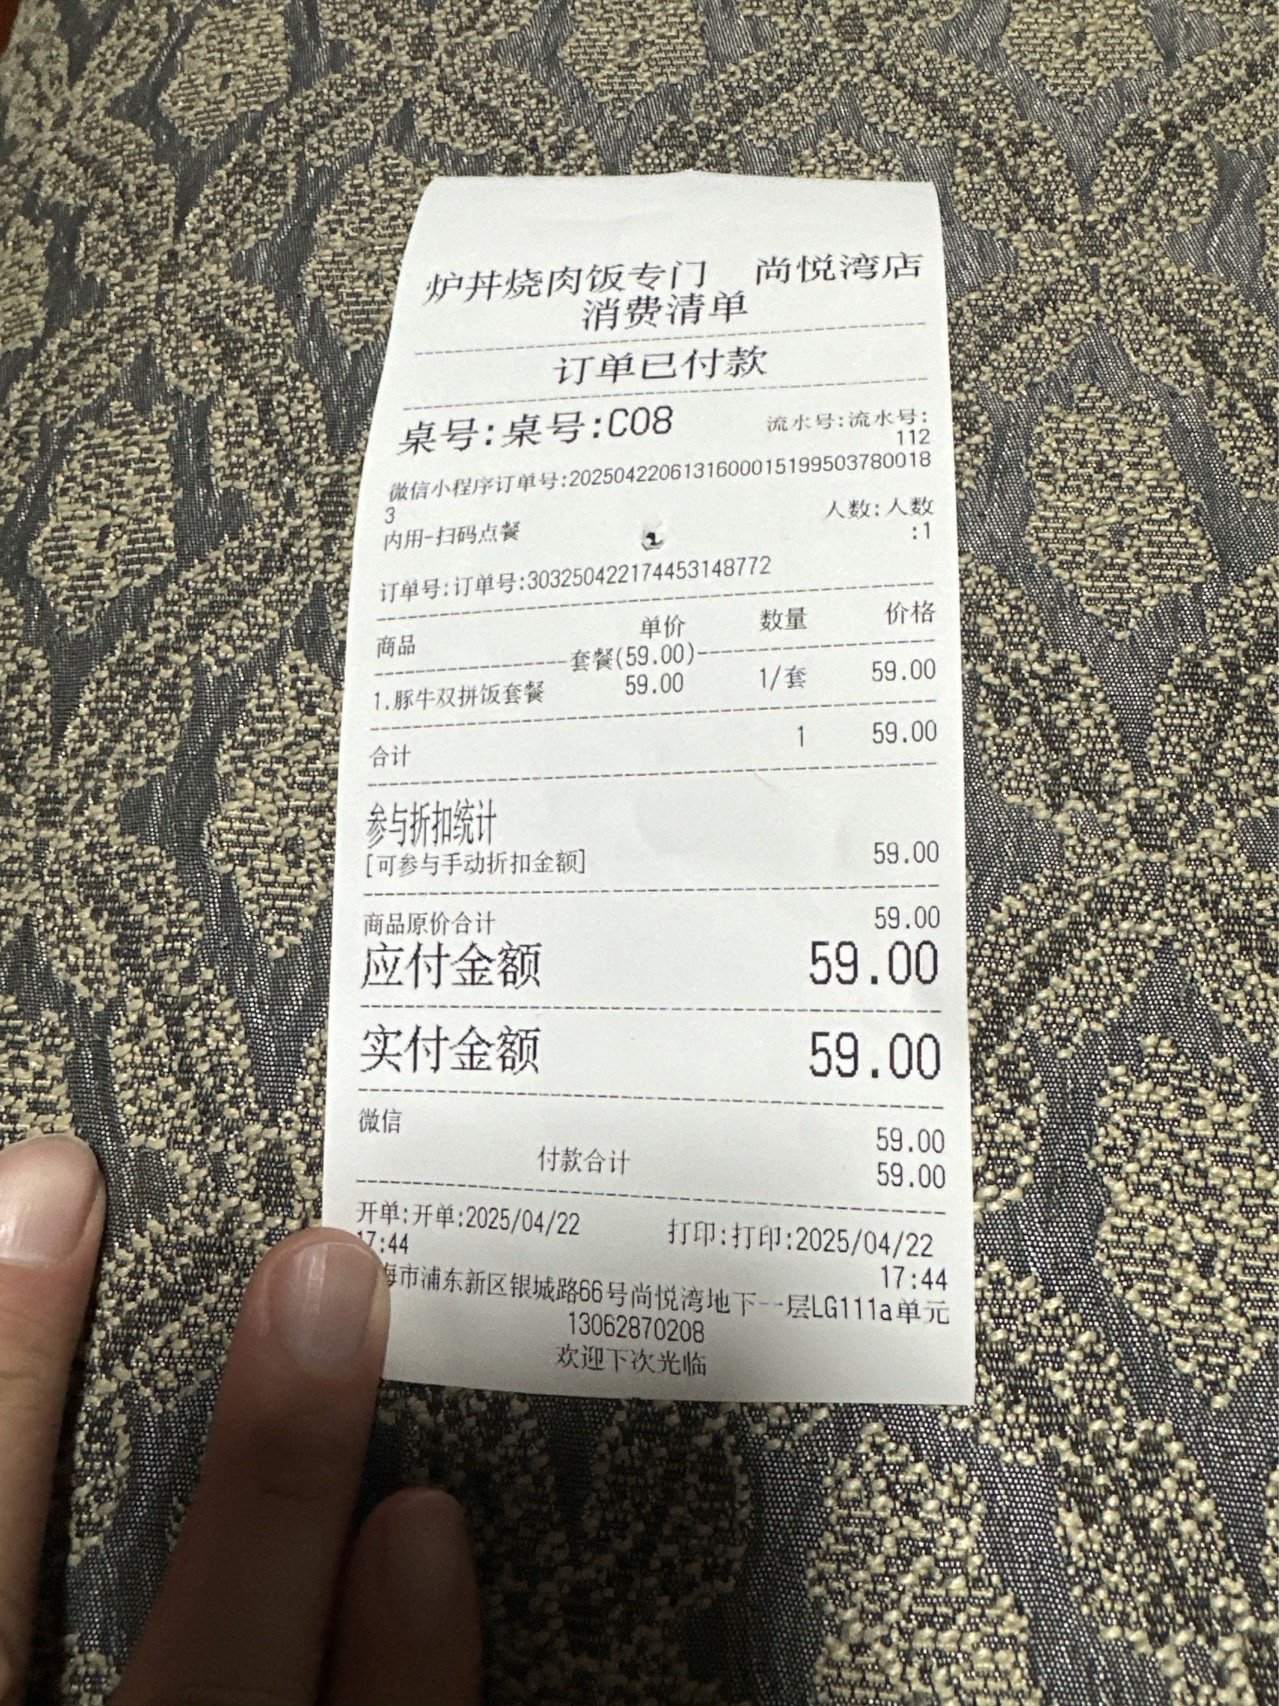 炉丼烧肉饭专门 尚悦湾店
消费清单
订单已付款
桌号:桌号:C08 流水号:流水号:
112
微信小程序订单号:2025042206131600015199503780018
3
内用-扫码点餐 人数:人数
:1
订单号:订单号:303250422174453148772
商品 单价 数量 价格
套餐(59.00)
1.豚牛双拼饭套餐 59.00 1/套 59.00
合计 1 59.00
参与折扣统计
[可参与手动折扣金额] 59.00
商品原价合计 59.00
应付金额 59.00
实付金额 59.00
微信 59.00
付款合计 59.00
开单:开单:2025/04/22 打印:打印:2025/04/22
17:44 17:44
海市浦东新区银城路66号尚悦湾地下一层LG111a单元
13062870208
欢迎下次光临